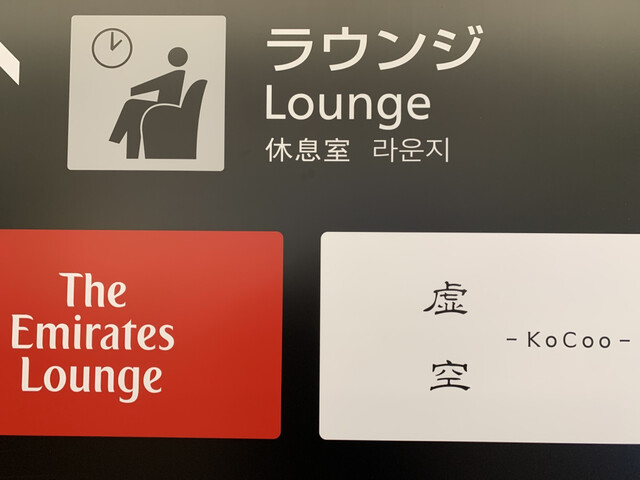 ラウンジ
Lounge
休息室 라운지
The
Emirates
Lounge
虚空
-KoCoo-